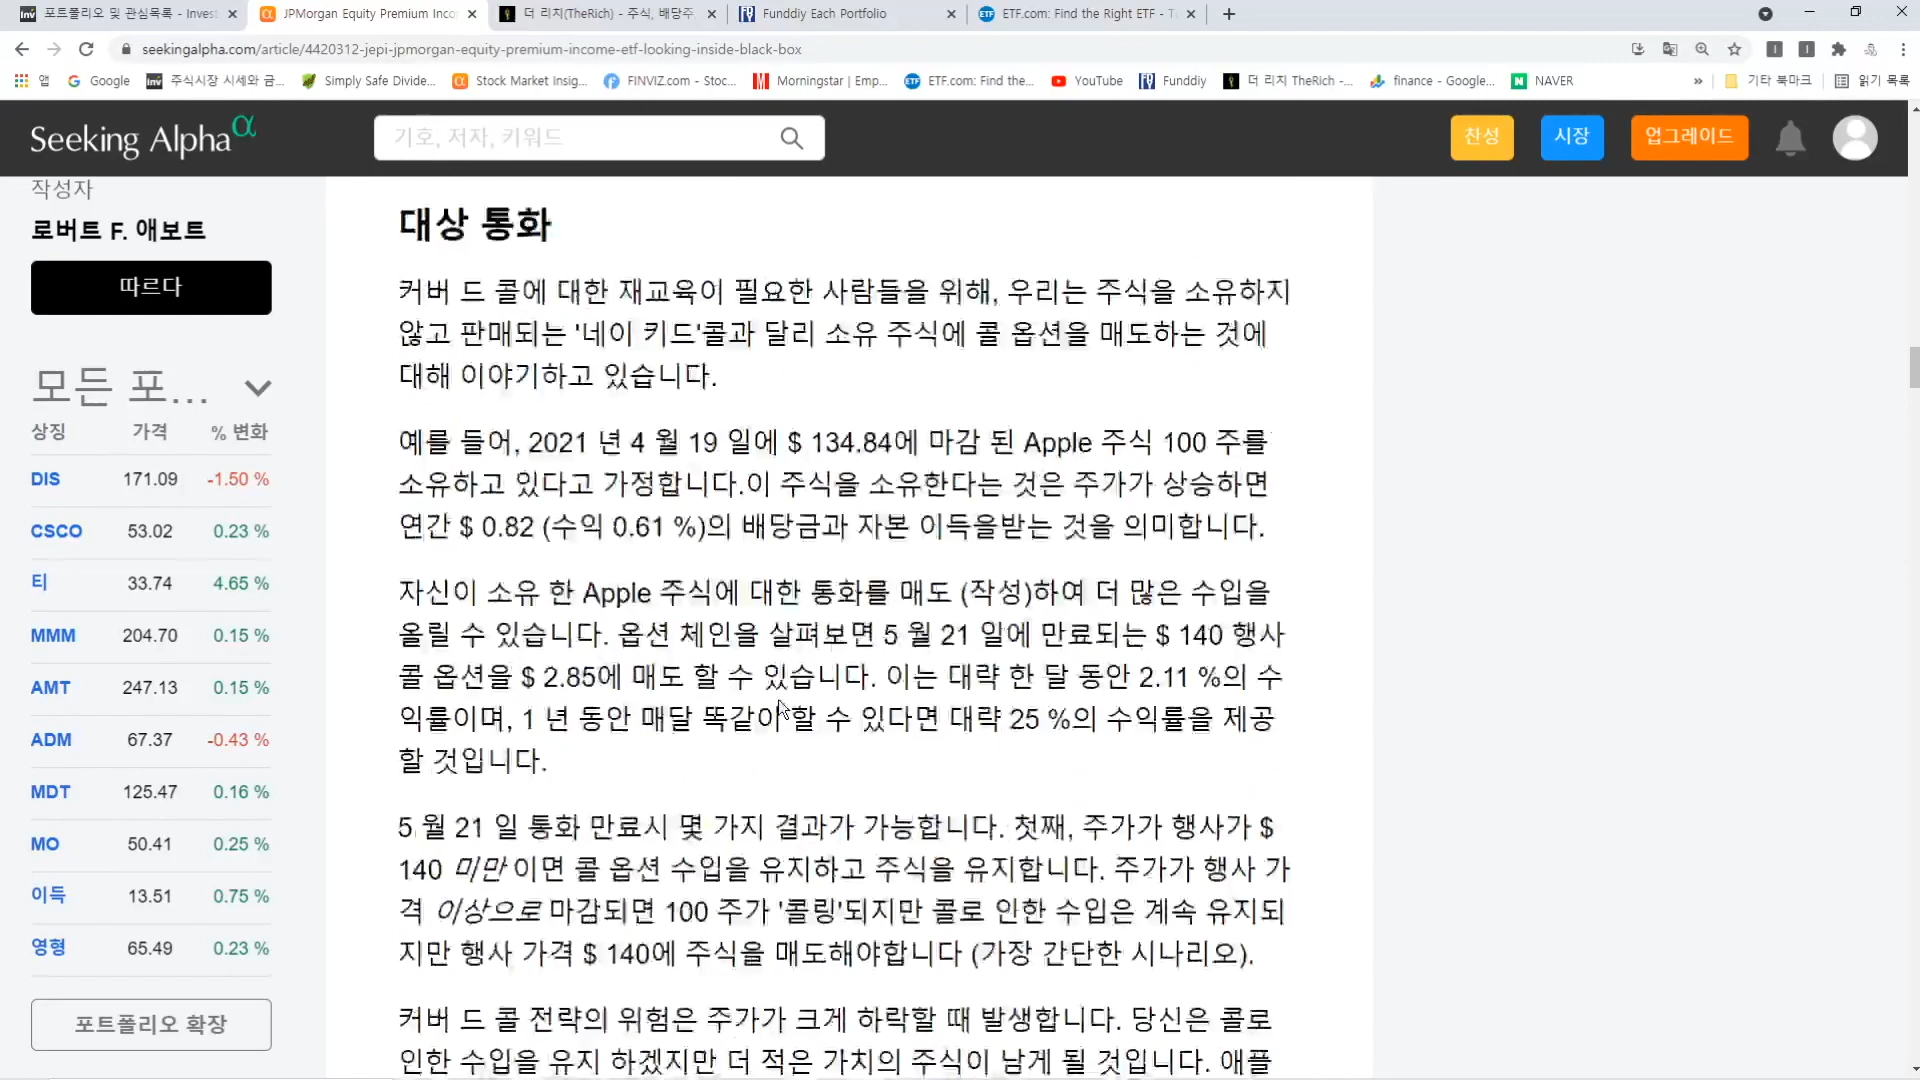 포트폴리오 및 관심목록 - Invest
JPMorgan Equity Premium Inco
더 리치(TheRich) - 주식, 배당주
Funddiy Each Portfolio
ETF.com: Find the Right ETF - T
seekingalpha.com/article/4420312-jepi-jpmorgan-equity-premium-income-etf-looking-inside-black-box
앱
Google
주식시장 시세와 금...
Simply Safe Divide...
Stock Market Insig...
FINVIZ.com - Stoc...
Morningstar | Emp...
ETF.com: Find the...
YouTube
Funddiy
더 리치 TheRich -...
finance - Google...
NAVER
»
기타 북마크
읽기 목록
Seeking Alpha α
기호, 저자, 키워드
찬성
시장
업그레이드
작성자
로버트 F. 애보트
따르다
모든 포...
상징 가격 % 변화
DIS 171.09 -1.50 %
CSCO 53.02 0.23 %
티 33.74 4.65 %
MMM 204.70 0.15 %
AMT 247.13 0.15 %
ADM 67.37 -0.43 %
MDT 125.47 0.16 %
MO 50.41 0.25 %
이득 13.51 0.75 %
영형 65.49 0.23 %
포트폴리오 확장
대상 통화
커버 드 콜에 대한 재교육이 필요한 사람들을 위해, 우리는 주식을 소유하지
않고 판매되는 '네이 키드'콜과 달리 소유 주식에 콜 옵션을 매도하는 것에
대해 이야기하고 있습니다.
예를 들어, 2021 년 4 월 19 일에 $ 134.84에 마감 된 Apple 주식 100 주를
소유하고 있다고 가정합니다.이 주식을 소유한다는 것은 주가가 상승하면
연간 $ 0.82 (수익 0.61 %)의 배당금과 자본 이득을받는 것을 의미합니다.
자신이 소유 한 Apple 주식에 대한 통화를 매도 (작성)하여 더 많은 수입을
올릴 수 있습니다. 옵션 체인을 살펴보면 5 월 21 일에 만료되는 $ 140 행사
콜 옵션을 $ 2.85에 매도 할 수 있습니다. 이는 대략 한 달 동안 2.11 %의 수
익률이며, 1 년 동안 매달 똑같이 할 수 있다면 대략 25 %의 수익률을 제공
할 것입니다.
5 월 21 일 통화 만료시 몇 가지 결과가 가능합니다. 첫째, 주가가 행사가 $
140 미만 이면 콜 옵션 수입을 유지하고 주식을 유지합니다. 주가가 행사 가
격 이상으로 마감되면 100 주가 '콜링'되지만 콜로 인한 수입은 계속 유지되
지만 행사 가격 $ 140에 주식을 매도해야합니다 (가장 간단한 시나리오).
커버 드 콜 전략의 위험은 주가가 크게 하락할 때 발생합니다. 당신은 콜로
인한 수입을 유지 하겠지만 더 적은 가치의 주식이 남게 될 것입니다. 애플